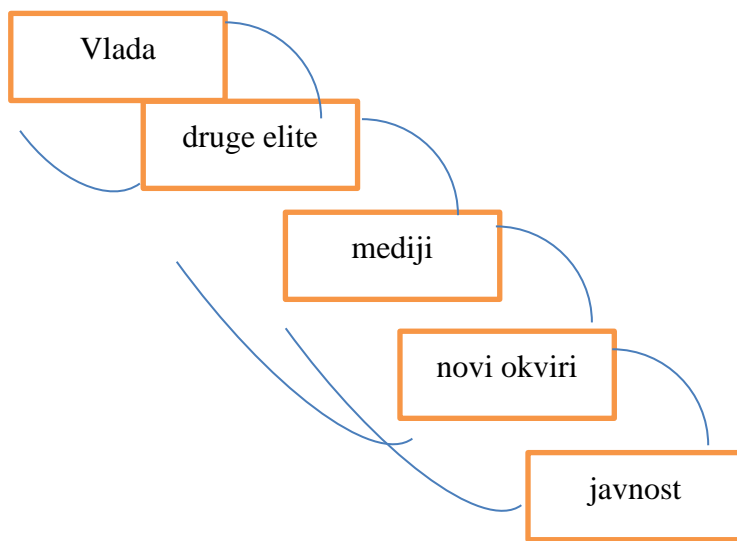 Vlada
druge elite
mediji
novi okviri
javnost